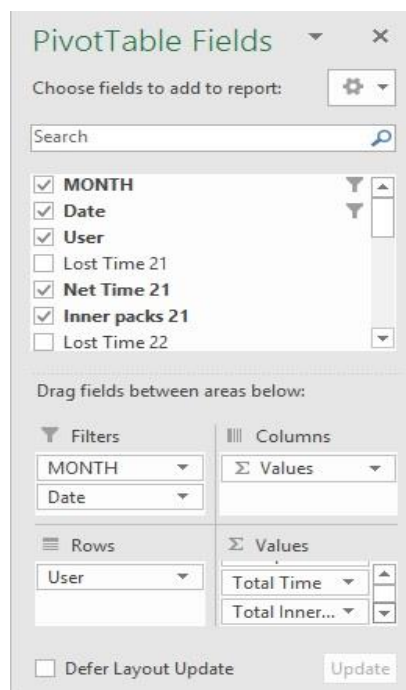 PivotTable Fields
Choose fields to add to report:
Search
MONTH
Date
User
Lost Time 21
Net Time 21
Inner packs 21
Lost Time 22
Drag fields between areas below:
Filters
Columns
MONTH
Date
Σ Values
Rows
Σ Values
User
Total Time
Total Inner...
Defer Layout Update
Update